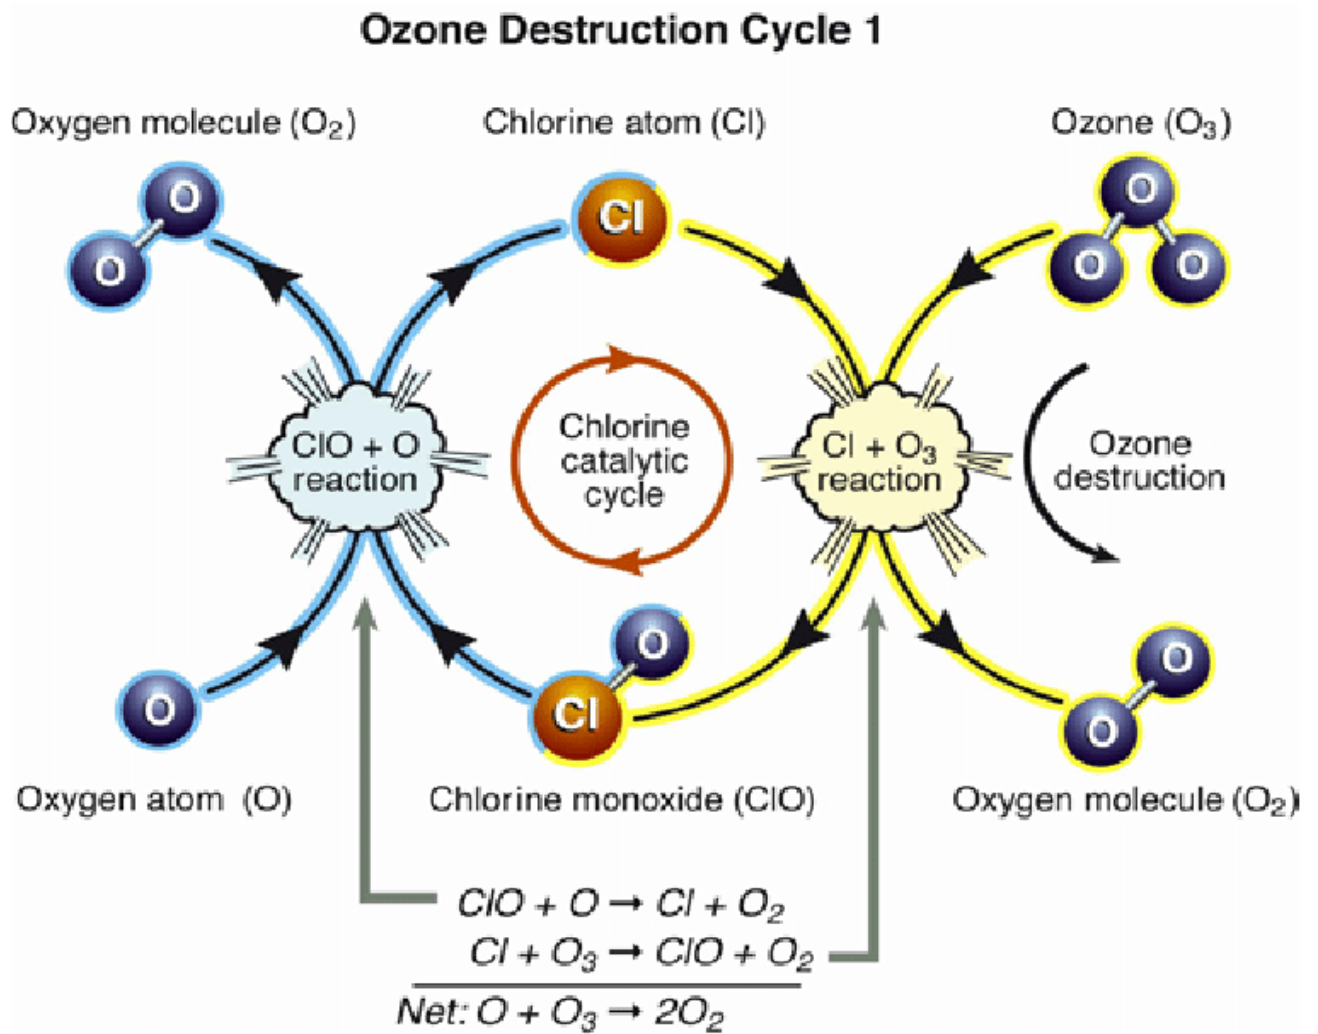 Ozone Destruction Cycle 1
Oxygen molecule (O₂)
Chlorine atom (Cl)
Ozone (O₃)
O
O
Cl
O
O
O
ClO + O
reaction
Chlorine
catalytic
cycle
Cl + O₃
reaction
Ozone
destruction
O
Cl
O
O
O
Oxygen atom (O)
Chlorine monoxide (ClO)
Oxygen molecule (O₂)
ClO + O → Cl + O₂
Cl + O₃ → ClO + O₂
Net: O + O₃ → 2O₂